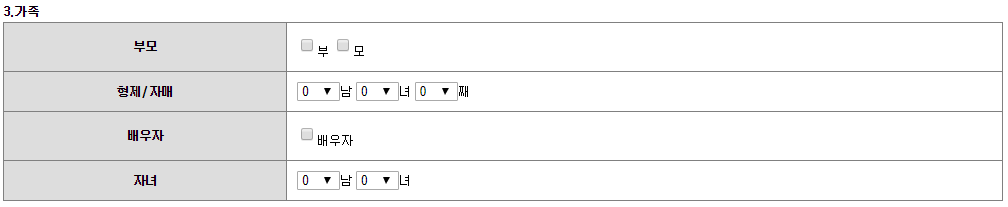 3.가족
부모 부 모
형제/자매 0 남 0 녀 0 째
배우자 배우자
자녀 0 남 0 녀